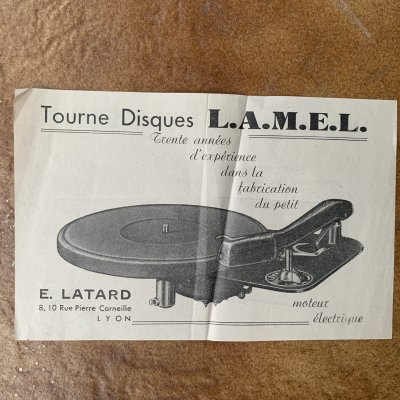 Tourne Disques L.A.M.E.L.
Trente années
d'expérience
dans la
fabrication
du petit
moteur
électrique
E. LATARD
8, 10 Rue Pierre Corneille
LYON